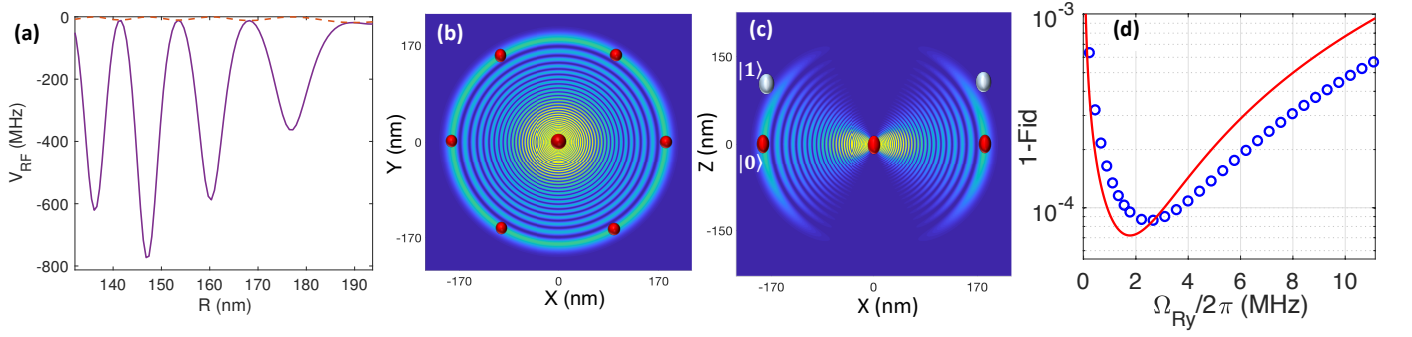 (a)
0
-200
-400
-600
-800
V_RF (MHz)
140 150 160 170 180 190
R (nm)
(b)
170
0
-170
Y (nm)
-170 0 170
X (nm)
(c)
|1⟩
|0⟩
150
0
-150
Z (nm)
-170 0 170
X (nm)
(d)
10^-3
10^-4
1-Fid
0 2 4 6 8 10
Ω_Ry/2π (MHz)